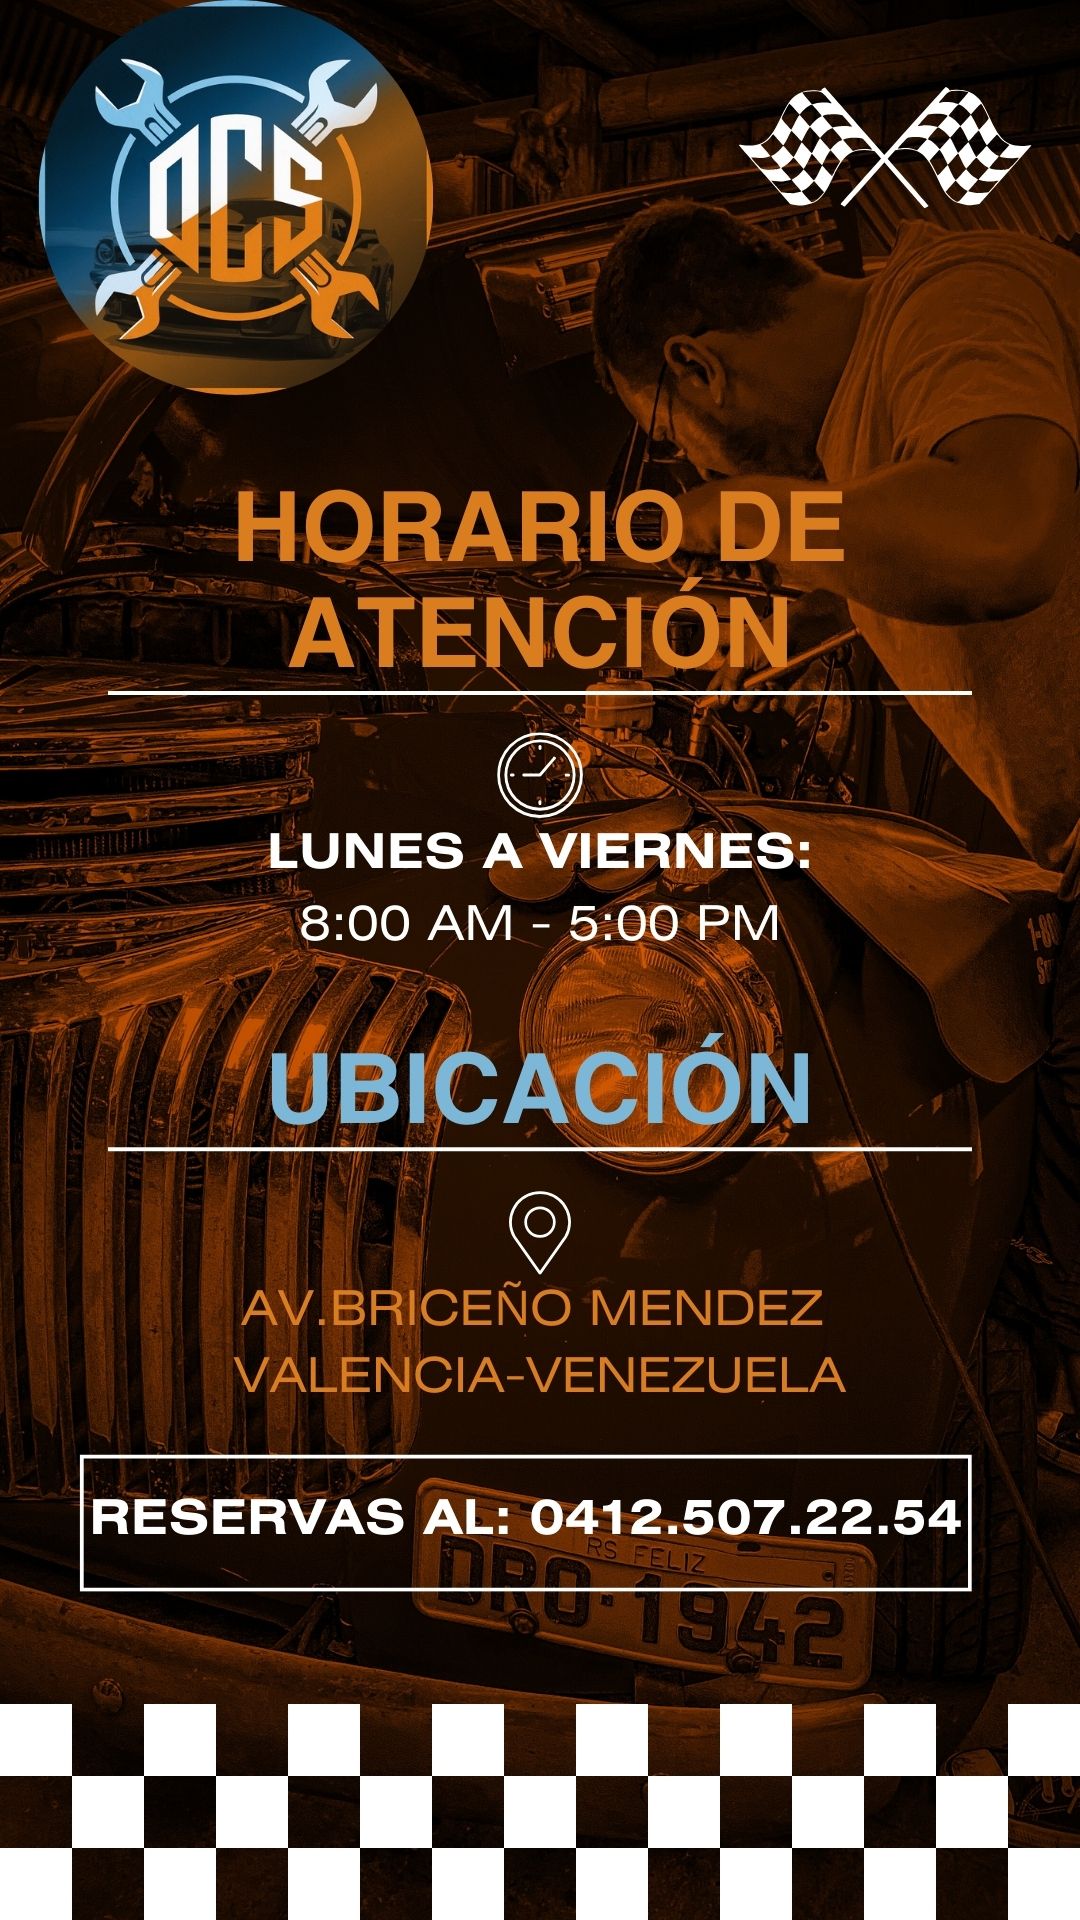 OCS
HORARIO DE
ATENCIÓN
LUNES A VIERNES:
8:00 AM - 5:00 PM
UBICACIÓN
AV.BRICEÑO MENDEZ
VALENCIA-VENEZUELA
RESERVAS AL: 0412.507.22.54
RS FELIZ
DRO·1942